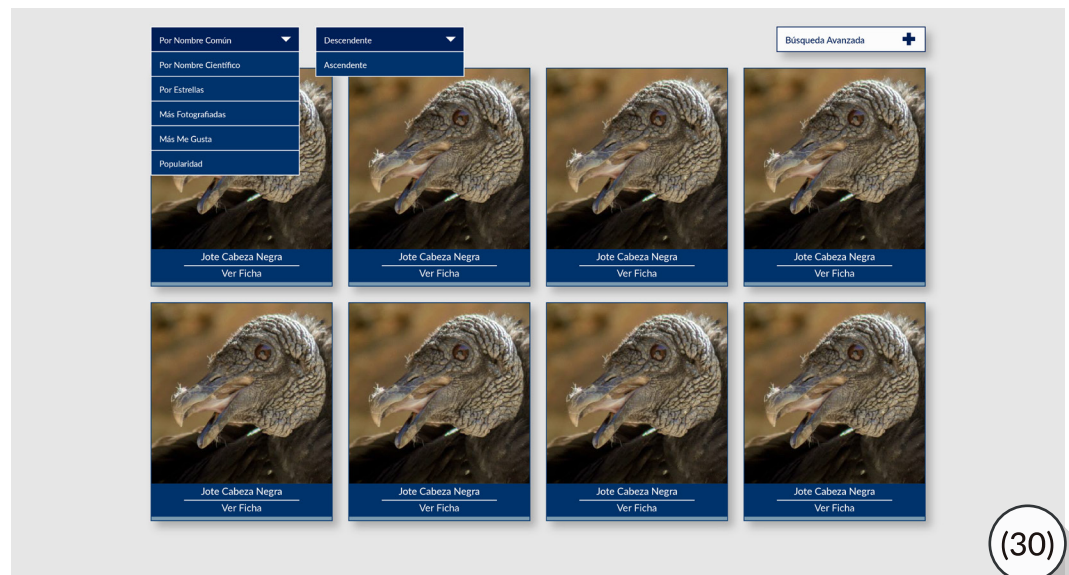 Por Nombre Común
Descendente
Búsqueda Avanzada
Por Nombre Científico
Ascendente
Por Estrellas
Más Fotografiadas
Más Me Gusta
Popularidad
Jote Cabeza Negra
Ver Ficha
Jote Cabeza Negra
Ver Ficha
Jote Cabeza Negra
Ver Ficha
Jote Cabeza Negra
Ver Ficha
Jote Cabeza Negra
Ver Ficha
Jote Cabeza Negra
Ver Ficha
Jote Cabeza Negra
Ver Ficha
Jote Cabeza Negra
Ver Ficha
(30)